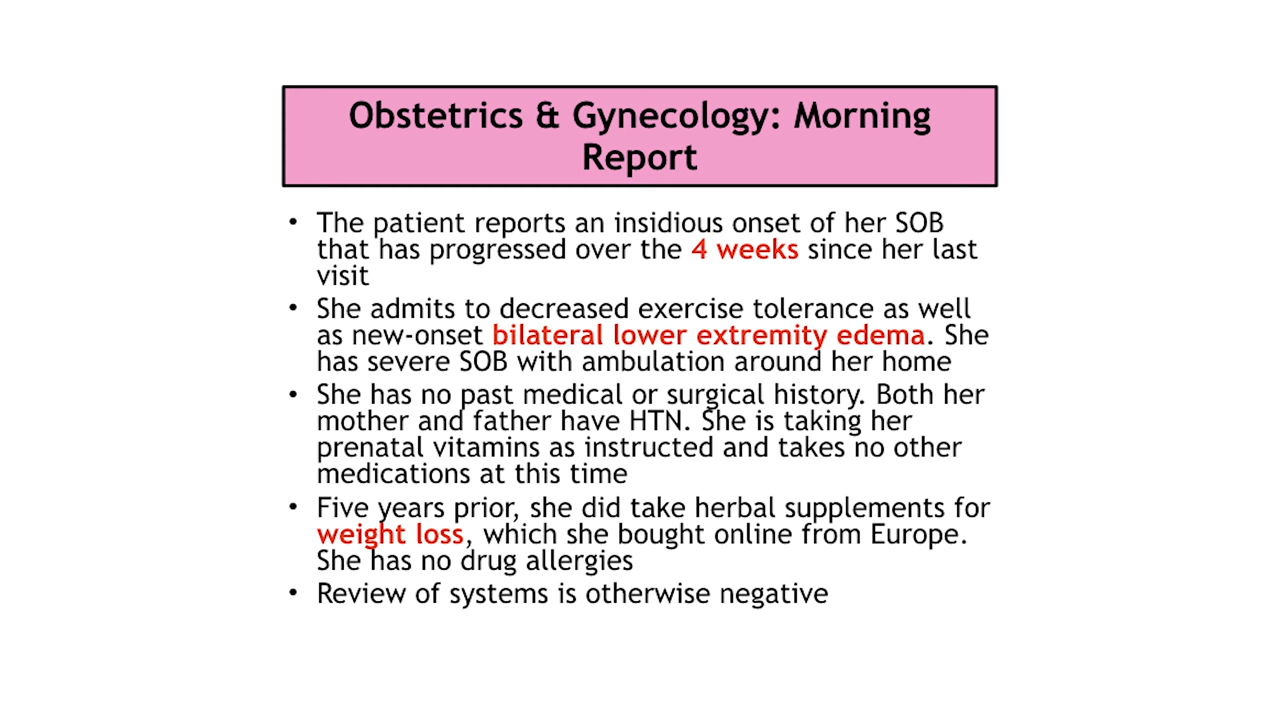 Obstetrics & Gynecology: Morning
Report
• The patient reports an insidious onset of her SOB
that has progressed over the 4 weeks since her last
visit
• She admits to decreased exercise tolerance as well
as new-onset bilateral lower extremity edema. She
has severe SOB with ambulation around her home
• She has no past medical or surgical history. Both her
mother and father have HTN. She is taking her
prenatal vitamins as instructed and takes no other
medications at this time
• Five years prior, she did take herbal supplements for
weight loss, which she bought online from Europe.
She has no drug allergies
• Review of systems is otherwise negative